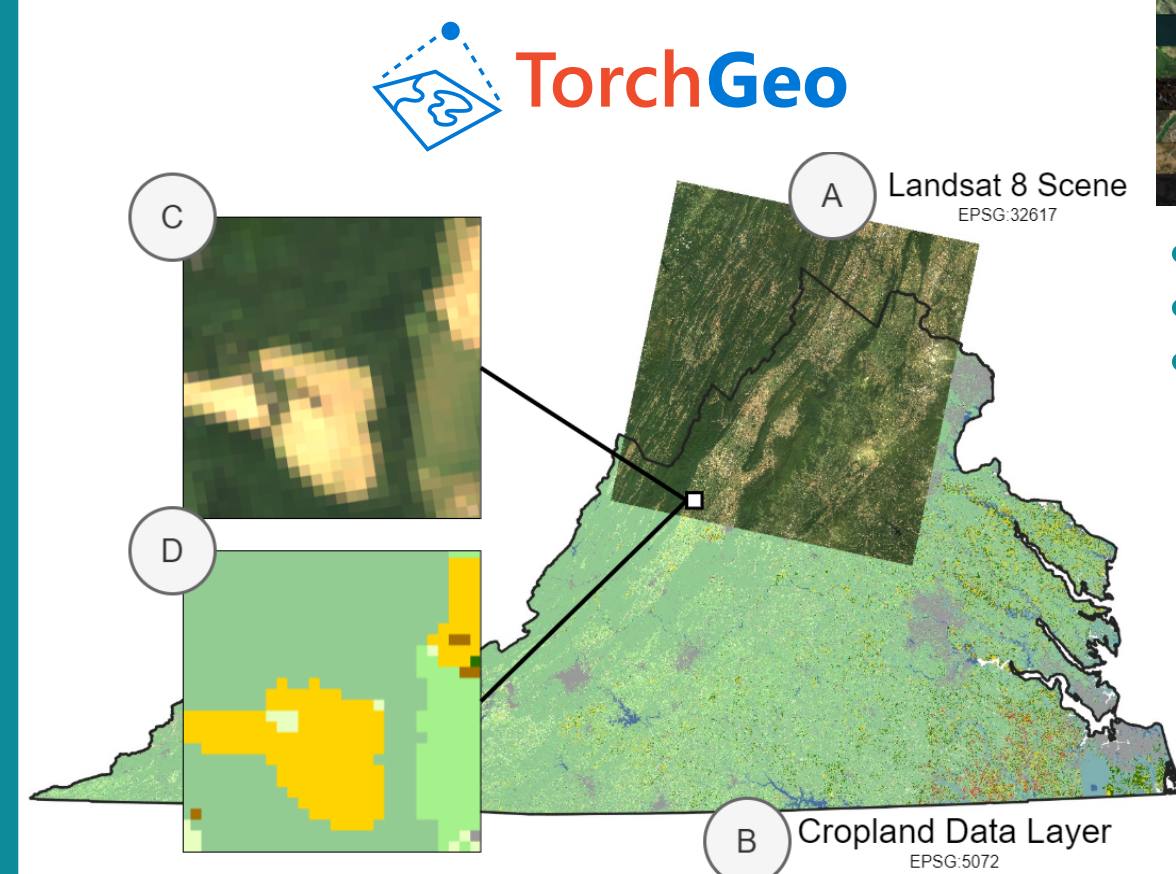 TorchGeo
A
Landsat 8 Scene
EPSG:32617
C
D
B
Cropland Data Layer
EPSG:5072